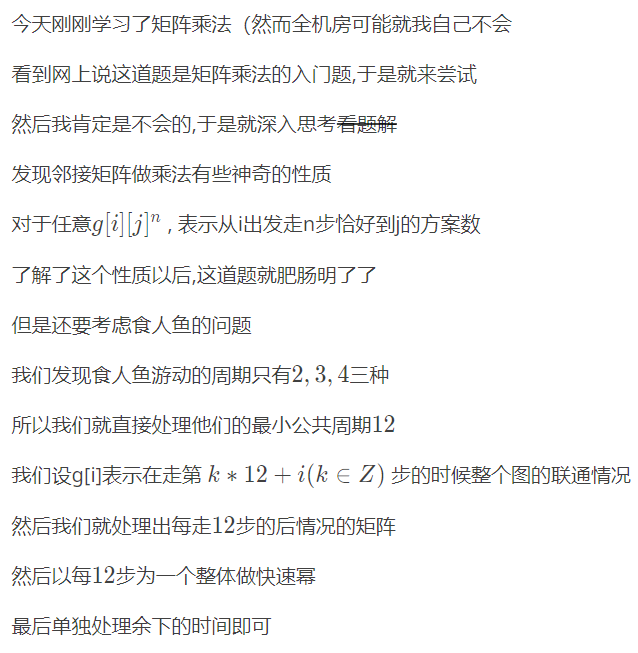 今天刚刚学习了矩阵乘法（然而全机房可能就我自己不会
看到网上说这道题是矩阵乘法的入门题,于是就来尝试
然后我肯定是不会的,于是就深入思考看题解
发现邻接矩阵做乘法有些神奇的性质
对于任意g[i][j]^n , 表示从i出发走n步恰好到j的方案数
了解了这个性质以后,这道题就肥肠明了了
但是还要考虑食人鱼的问题
我们发现食人鱼游动的周期只有2,3,4三种
所以我们就直接处理他们的最小公共周期12
我们设g[i]表示在走第 k * 12 + i(k ∈ Z) 步的时候整个图的联通情况
然后我们就处理出每走12步的后情况的矩阵
然后以每12步为一个整体做快速幂
最后单独处理余下的时间即可